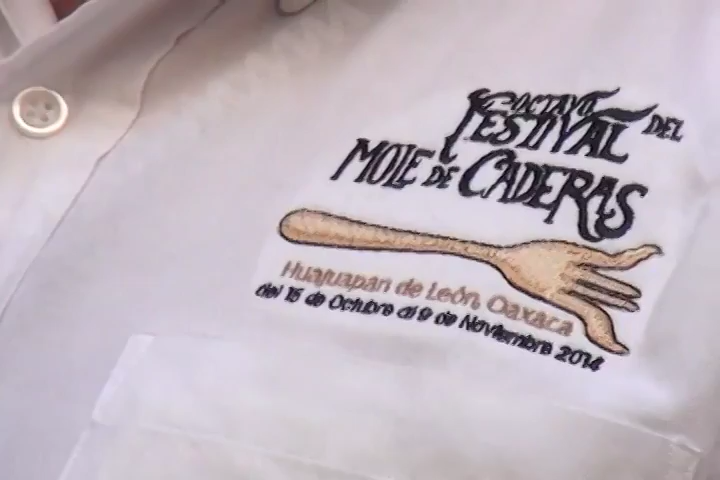 OCTAVO
FESTIVAL DEL
MOLE DE CADERAS
Huajuapan de León, Oaxaca
del 15 de Octubre al 9 de Noviembre 2014